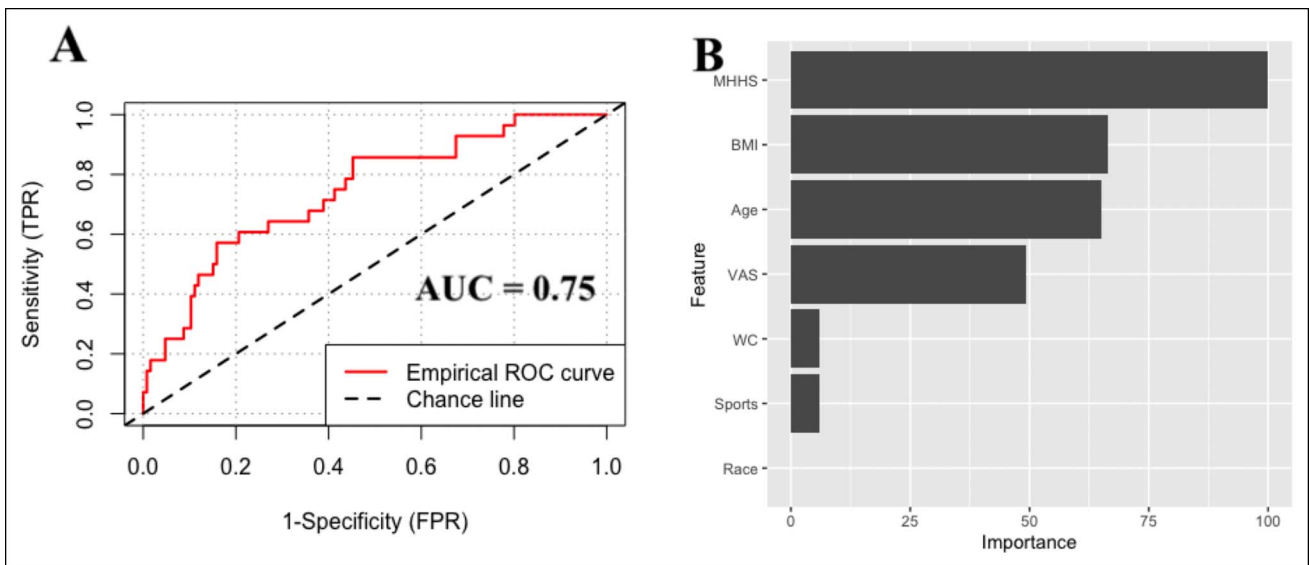 A
1.0
0.8
0.6
0.4
0.2
0.0
Sensitivity (TPR)
AUC = 0.75
Empirical ROC curve
Chance line
0.0 0.2 0.4 0.6 0.8 1.0
1-Specificity (FPR)
B
MHHS
BMI
Age
VAS
WC
Sports
Race
Feature
0 25 50 75 100
Importance